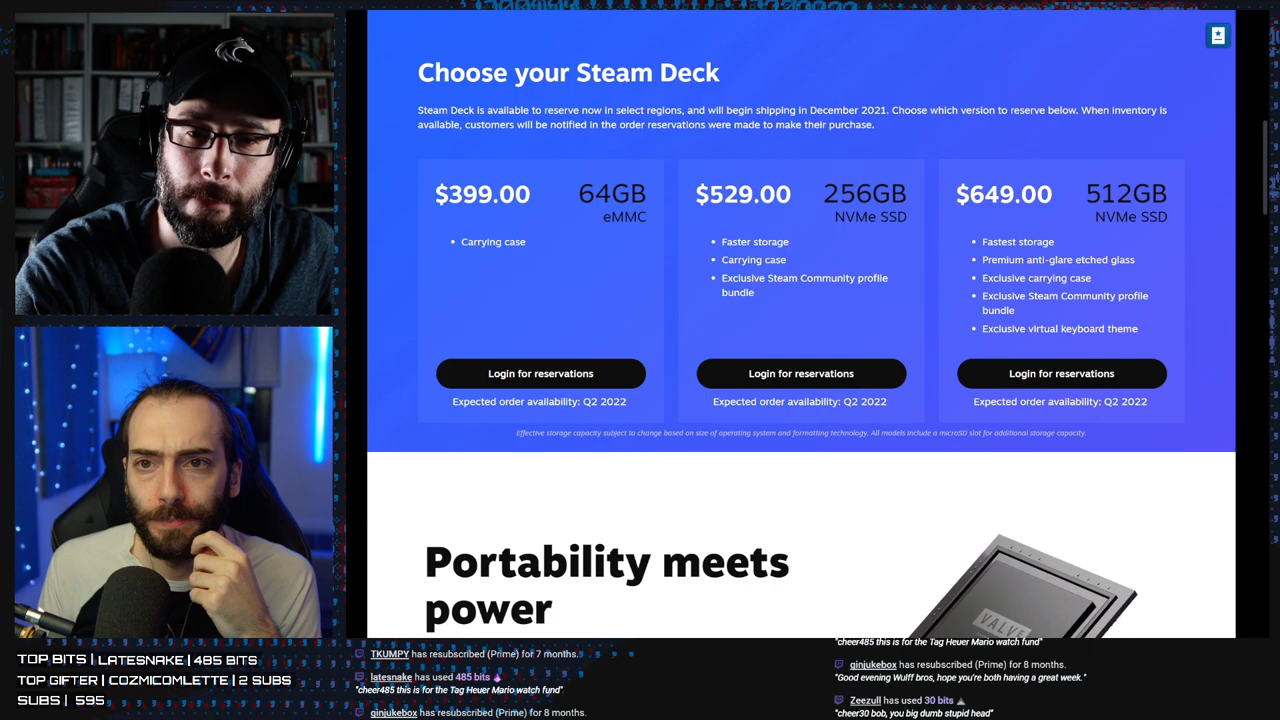 Choose your Steam Deck
Steam Deck is available to reserve now in select regions, and will begin shipping in December 2021. Choose which version to reserve below. When inventory is
available, customers will be notified in the order reservations were made to make their purchase.
$399.00
64GB
eMMC
• Carrying case
Login for reservations
Expected order availability: Q2 2022
$529.00
256GB
NVMe SSD
• Faster storage
• Carrying case
• Exclusive Steam Community profile
bundle
Login for reservations
Expected order availability: Q2 2022
$649.00
512GB
NVMe SSD
• Fastest storage
• Premium anti-glare etched glass
• Exclusive carrying case
• Exclusive Steam Community profile
bundle
• Exclusive virtual keyboard theme
Login for reservations
Expected order availability: Q2 2022
Effective storage capacity subject to change based on size of operating system and formatting technology. All models include a microSD slot for additional storage capacity.
Portability meets
power
VALVE
TOP BITS | LATESNAKE | 485 BITS
TOP GIFTER | COZMICOMLETTE | 2 SUBS
SUBS | 595
TKUMPY has resubscribed (Prime) for 7 months.
latesnake has used 485 bits
"cheer485 this is for the Tag Heuer Mario watch fund"
ginjukebox has resubscribed (Prime) for 8 months.
"cheer485 this is for the Tag Heuer Mario watch fund"
ginjukebox has resubscribed (Prime) for 8 months.
"Good evening Wulff bros, hope you're both having a great week."
Zeezull has used 30 bits
"cheer30 bob, you big dumb stupid head"